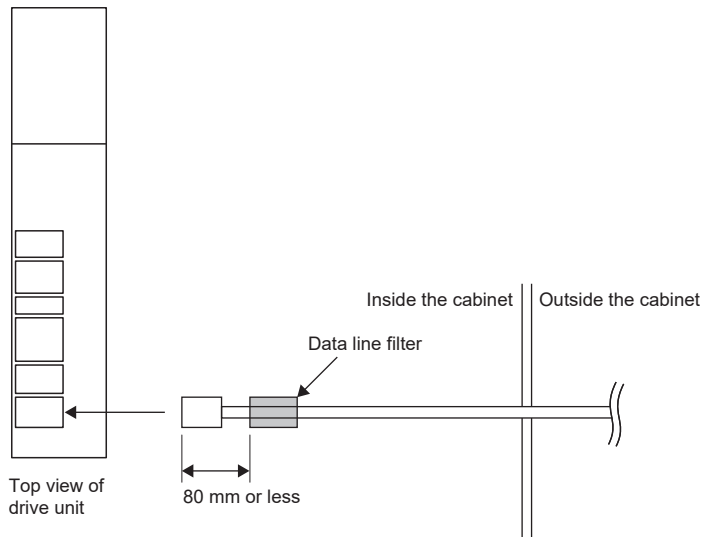 Inside the cabinet
Outside the cabinet
Data line filter
Top view of
drive unit
80 mm or less